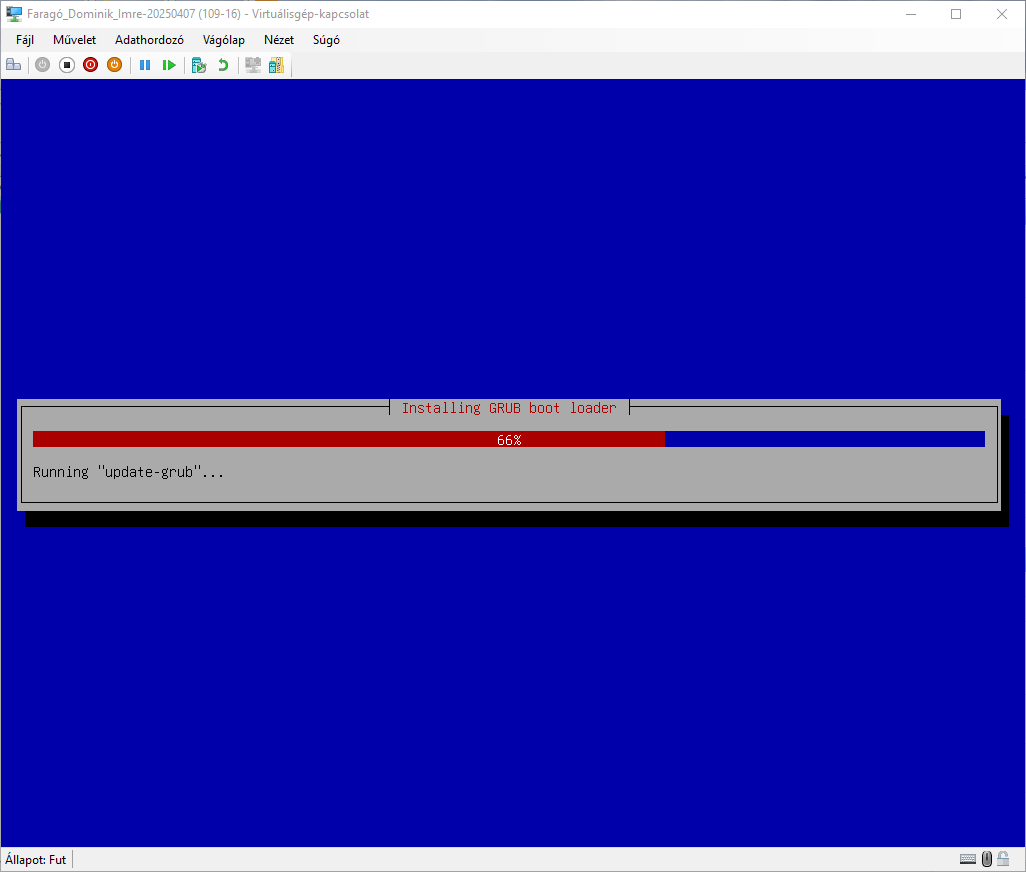 Faragó_Dominik_Imre-20250407 (109-16) - Virtuálisgép-kapcsolat
Fájl Művelet Adathordozó Vágólap Nézet Súgó
Installing GRUB boot loader
66%
Running "update-grub"...
Állapot: Fut